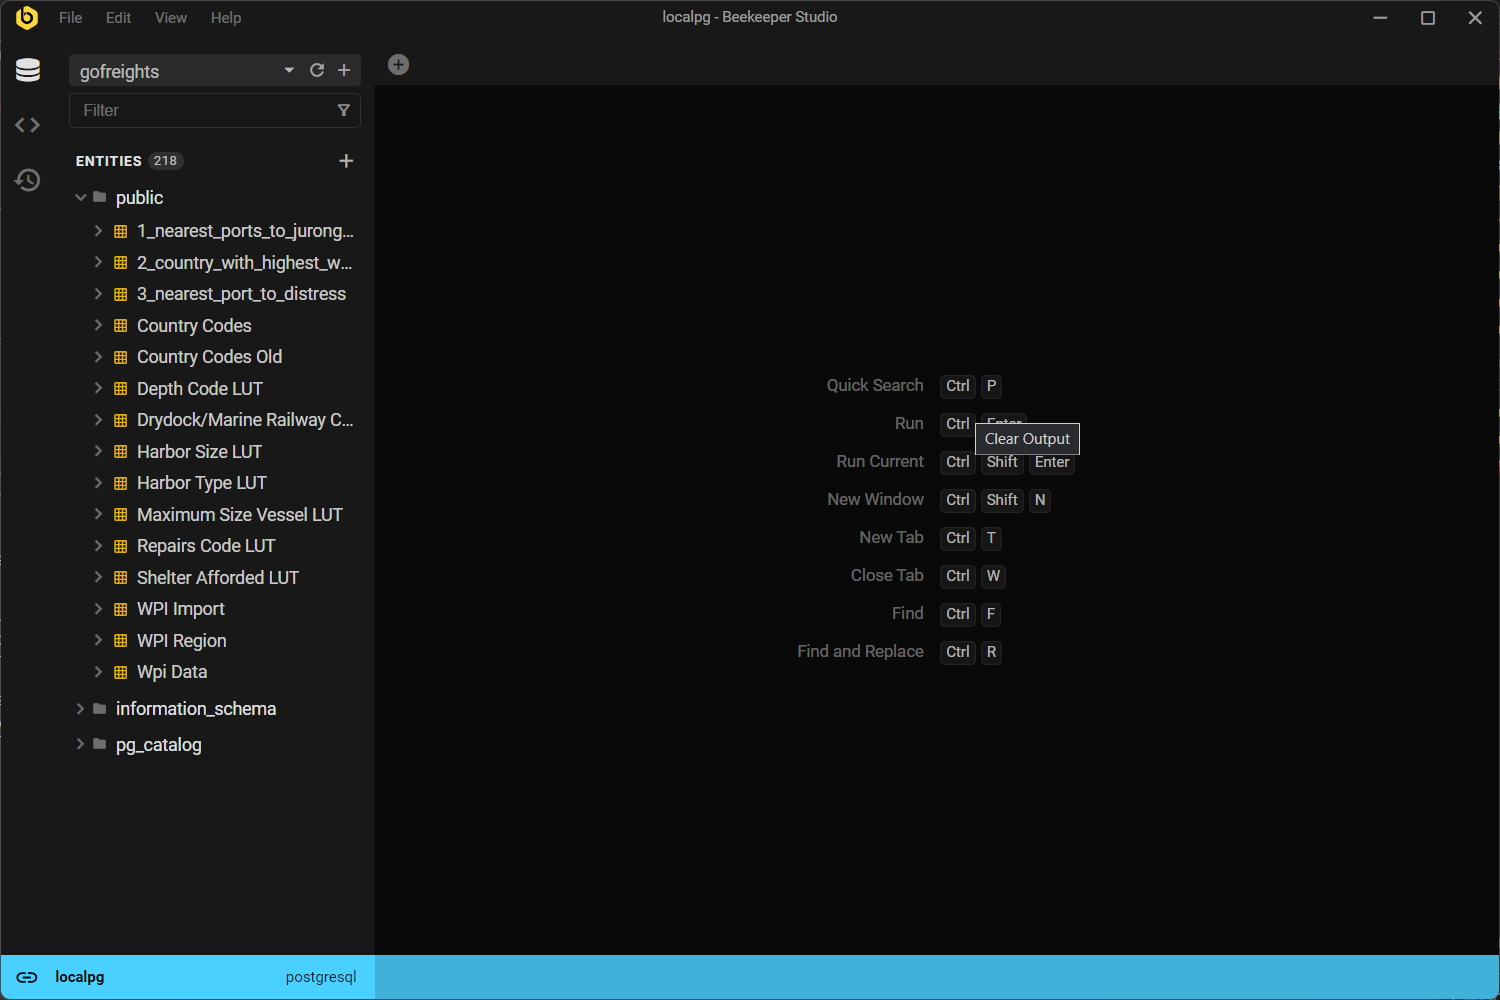 File Edit View Help
localpg - Beekeeper Studio
gofreights
Filter
ENTITIES 218
public
1_nearest_ports_to_jurong...
2_country_with_highest_w...
3_nearest_port_to_distress
Country Codes
Country Codes Old
Depth Code LUT
Drydock/Marine Railway C...
Harbor Size LUT
Harbor Type LUT
Maximum Size Vessel LUT
Repairs Code LUT
Shelter Afforded LUT
WPI Import
WPI Region
Wpi Data
information_schema
pg_catalog
Quick Search Ctrl P
Run Ctrl Enter
Clear Output
Run Current Ctrl Shift Enter
New Window Ctrl Shift N
New Tab Ctrl T
Close Tab Ctrl W
Find Ctrl F
Find and Replace Ctrl R
localpg postgresql